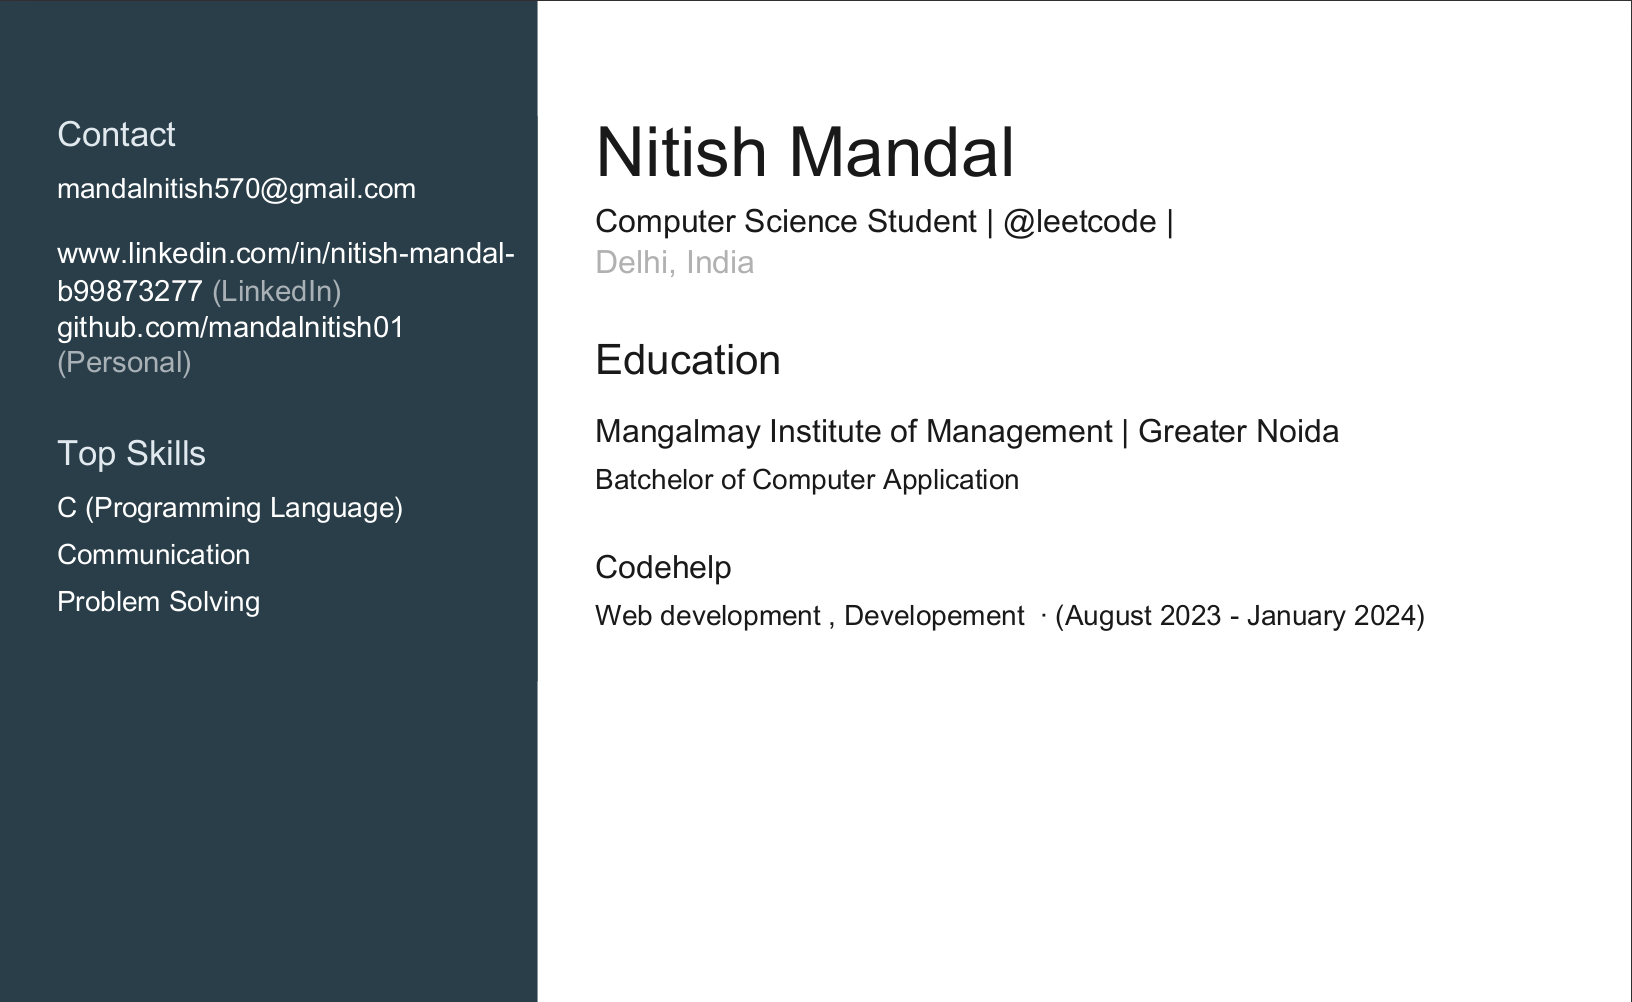 Contact
mandalnitish570@gmail.com
www.linkedin.com/in/nitish-mandal-
b99873277 (LinkedIn)
github.com/mandalnitish01
(Personal)
Top Skills
C (Programming Language)
Communication
Problem Solving
Nitish Mandal
Computer Science Student | @leetcode |
Delhi, India
Education
Mangalmay Institute of Management | Greater Noida
Batchelor of Computer Application
Codehelp
Web development , Developement · (August 2023 - January 2024)